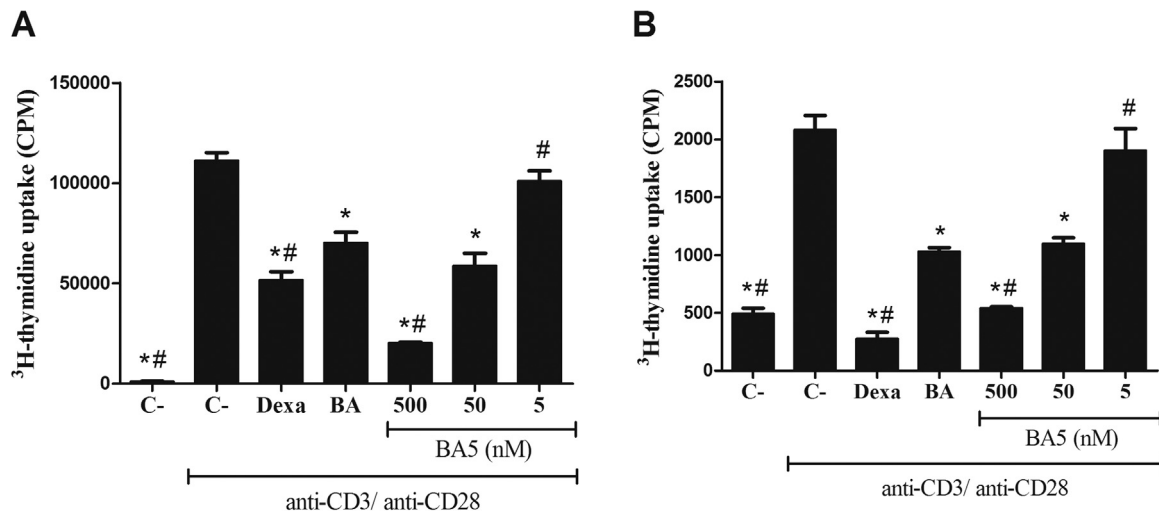 A
³H-thymidine uptake (CPM)
150000
100000
50000
0
*#
*#
*
*#
*
#
C- C- Dexa BA 500 50 5
BA5 (nM)
anti-CD3/ anti-CD28
B
³H-thymidine uptake (CPM)
2500
2000
1500
1000
500
0
*#
*#
*
*#
*
#
C- C- Dexa BA 500 50 5
BA5 (nM)
anti-CD3/ anti-CD28